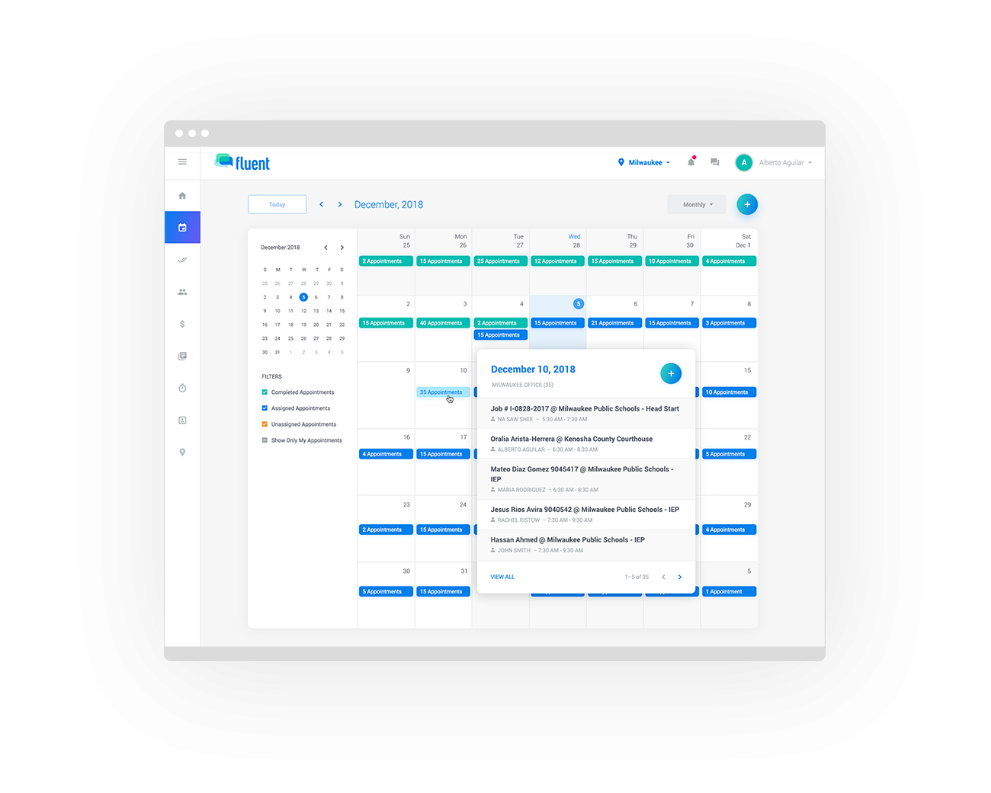 fluent
Milwaukee
A
Alberto Aguilar
Today
December, 2018
Monthly
+
December 2018
S M T W T F S
25 26 27 28 29 30 1
2 3 4 5 6 7 8
9 10 11 12 13 14 15
16 17 18 19 20 21 22
23 24 25 26 27 28 29
30 31 1 2 3 4 5
FILTERS
Completed Appointments
Assigned Appointments
Unassigned Appointments
Show Only My Appointments
Sun Mon Tue Wed Thu Fri Sat
25 26 27 28 29 30 Dec 1
2 Appointments 15 Appointments 25 Appointments 12 Appointments 15 Appointments 10 Appointments 4 Appointments
2 3 4 5 6 7 8
15 Appointments 40 Appointments 2 Appointments 15 Appointments 21 Appointments 15 Appointments 3 Appointments
15 Appointments
9 10 15
35 Appointments 10 Appointments
16 17 22
4 Appointments 15 Appointments 5 Appointments
23 24 29
2 Appointments 15 Appointments 4 Appointments
30 31 5
5 Appointments 15 Appointments 1 Appointment
December 10, 2018
+
MILWAUKEE OFFICE (35)
Job # I-0828-2017 @ Milwaukee Public Schools - Head Start
NA SAW SHEE – 5:30 AM - 7:30 AM
Oralia Arista-Herrera @ Kenosha County Courthouse
ALBERTO AGUILAR – 6:00 AM - 8:30 AM
Mateo Diaz Gomez 9045417 @ Milwaukee Public Schools -
IEP
MARIA RODRIGUEZ – 6:30 AM - 8:30 AM
Jesus Rios Avira 9040542 @ Milwaukee Public Schools - IEP
RACHEL RISTOW – 7:30 AM - 9:30 AM
Hassan Ahmed @ Milwaukee Public Schools - IEP
JOHN SMITH – 7:30 AM - 9:30 AM
VIEW ALL
1–5 of 35